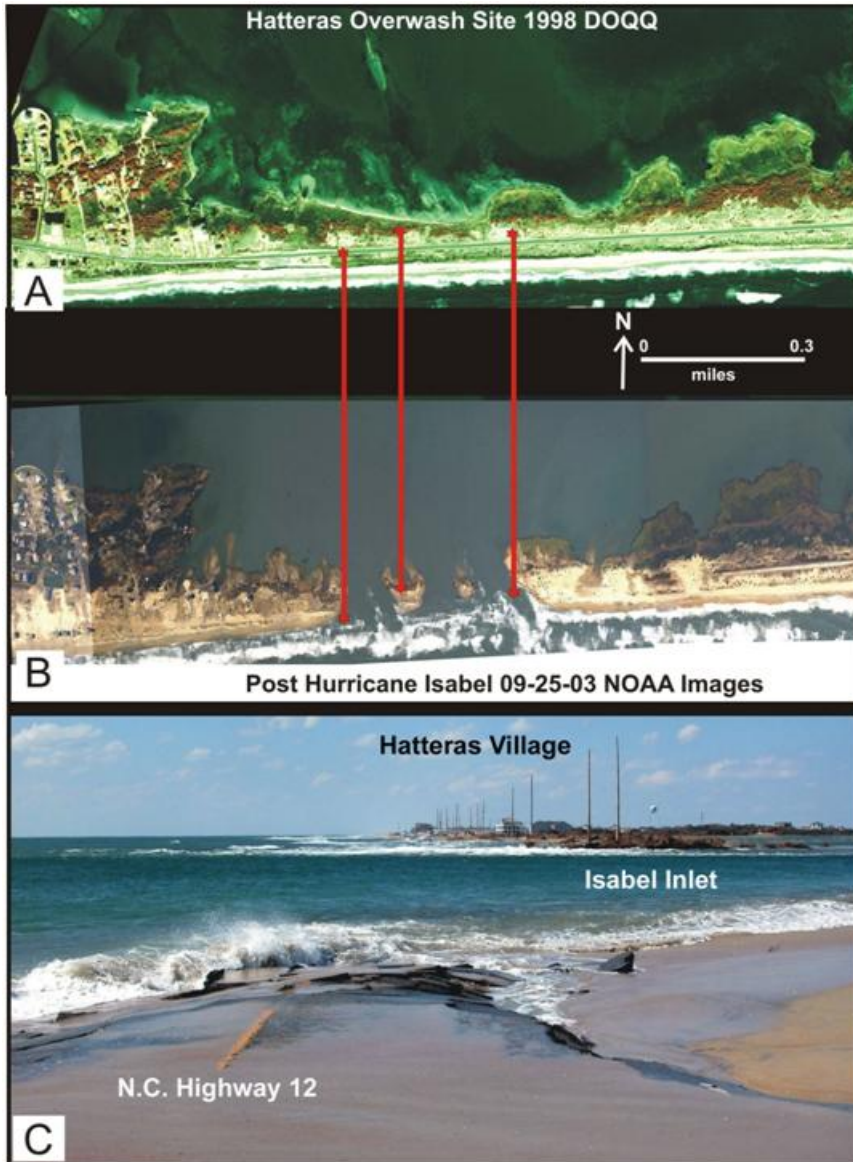 Hatteras Overwash Site 1998 DOQQ
A
N
0 0.3
miles
B
Post Hurricane Isabel 09-25-03 NOAA Images
Hatteras Village
Isabel Inlet
N.C. Highway 12
C